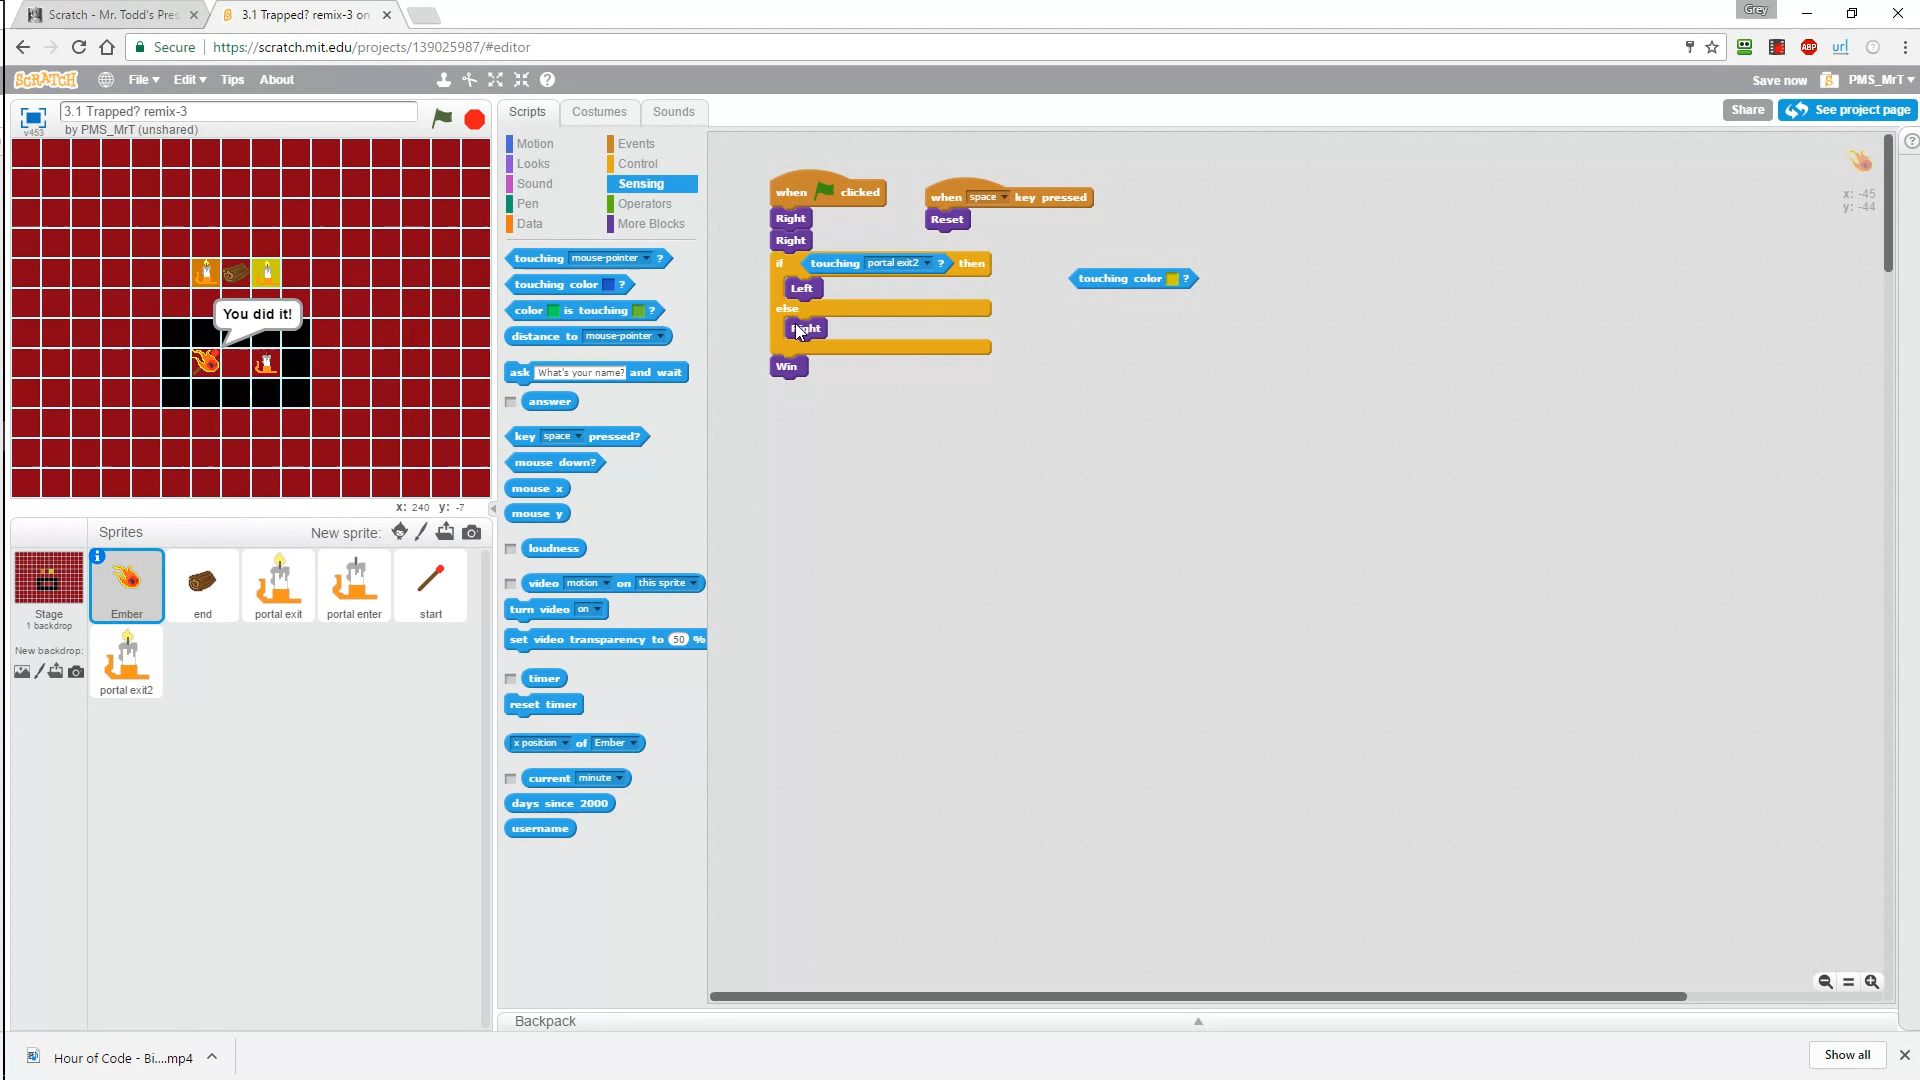 Scratch - Mr. Todd's Pres
3.1 Trapped? remix-3 on
Grey
Secure
https://scratch.mit.edu/projects/139025987/#editor
ABP
url
SCRATCH
File
Edit
Tips
About
Save now
PMS_MrT
v453
3.1 Trapped? remix-3
by PMS_MrT (unshared)
Scripts
Costumes
Sounds
Share
See project page
Motion
Looks
Sound
Pen
Data
Events
Control
Sensing
Operators
More Blocks
touching mouse-pointer ?
touching color ?
color is touching ?
distance to mouse-pointer
ask What's your name? and wait
answer
key space pressed?
mouse down?
mouse x
mouse y
loudness
video motion on this sprite
turn video on
set video transparency to 50 %
timer
reset timer
x position of Ember
current minute
days since 2000
username
when clicked
Right
Right
if touching portal exit2 ? then
Left
else
Right
Win
when space key pressed
Reset
touching color ?
x: -45
y: -44
You did it!
x: 240 y: -7
Sprites
New sprite:
Stage
1 backdrop
New backdrop:
Ember
end
portal exit
portal enter
start
portal exit2
Backpack
Hour of Code - Bi....mp4
Show all